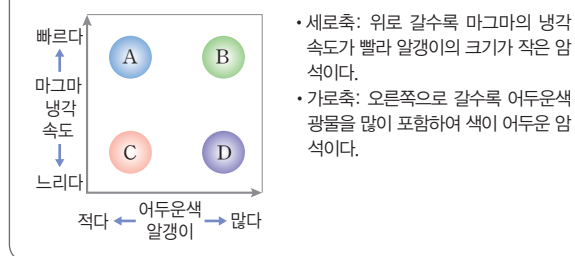 빠르다
마그마
냉각
속도
느리다
A
B
C
D
적다
어두운색
알갱이
많다
• 세로축: 위로 갈수록 마그마의 냉각
속도가 빨라 알갱이의 크기가 작은 암
석이다.
• 가로축: 오른쪽으로 갈수록 어두운색
광물을 많이 포함하여 색이 어두운 암
석이다.